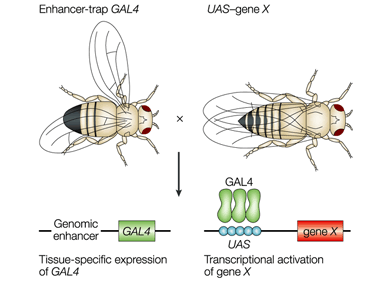 Enhancer-trap GAL4
UAS–gene X
×
GAL4
Genomic
enhancer
GAL4
UAS
gene X
Tissue-specific expression
of GAL4
Transcriptional activation
of gene X